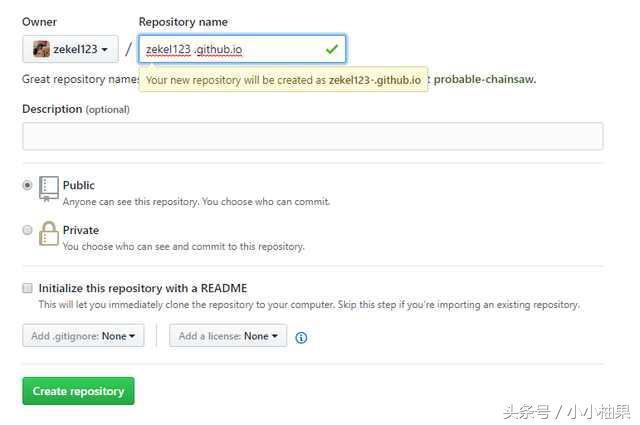 Owner
Repository name
zekel123 / zekel123 .github.io
Great repository names
Your new repository will be created as zekel123-.github.io
t probable-chainsaw.
Description (optional)
Public
Anyone can see this repository. You choose who can commit.
Private
You choose who can see and commit to this repository.
Initialize this repository with a README
This will let you immediately clone the repository to your computer. Skip this step if you're importing an existing repository.
Add .gitignore: None
Add a license: None
Create repository
头条号 / 小小柚果